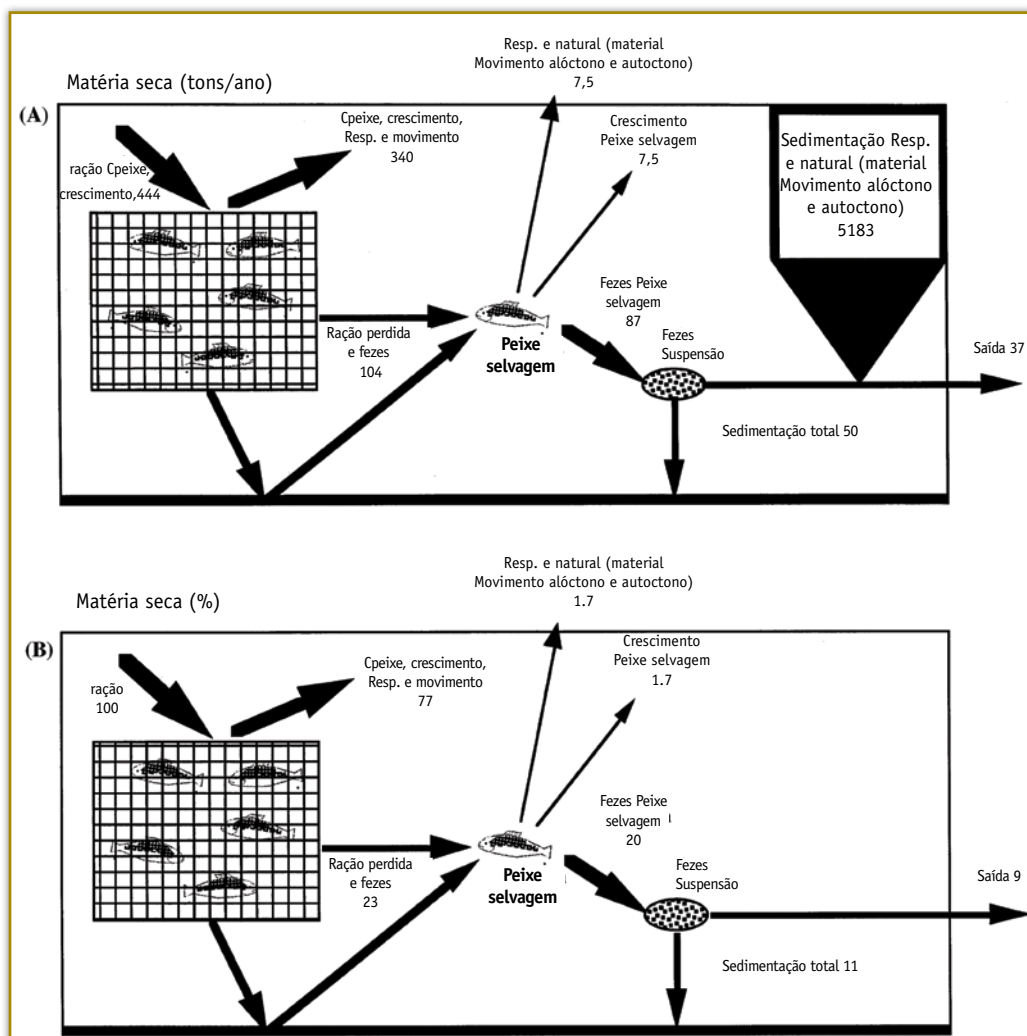 Resp. e natural (material
Movimento alóctono e autoctono)
7,5
Matéria seca (tons/ano)
(A)
Cpeixe, crescimento,
Resp. e movimento
340
Crescimento
Peixe selvagem
7,5
Sedimentação Resp.
e natural (material
Movimento alóctono
e autoctono)
5183
ração Cpeixe,
crescimento,444
Fezes Peixe
selvagem
87
Ração perdida
e fezes
104
Peixe
selvagem
Fezes
Suspensão
Saída 37
Sedimentação total 50
Resp. e natural (material
Movimento alóctono e autoctono)
1.7
Matéria seca (%)
(B)
Cpeixe, crescimento,
Resp. e movimento
77
Crescimento
Peixe selvagem
1.7
ração
100
Fezes Peixe
selvagem
20
Ração perdida
e fezes
23
Peixe
selvagem
Fezes
Suspensão
Saída 9
Sedimentação total 11